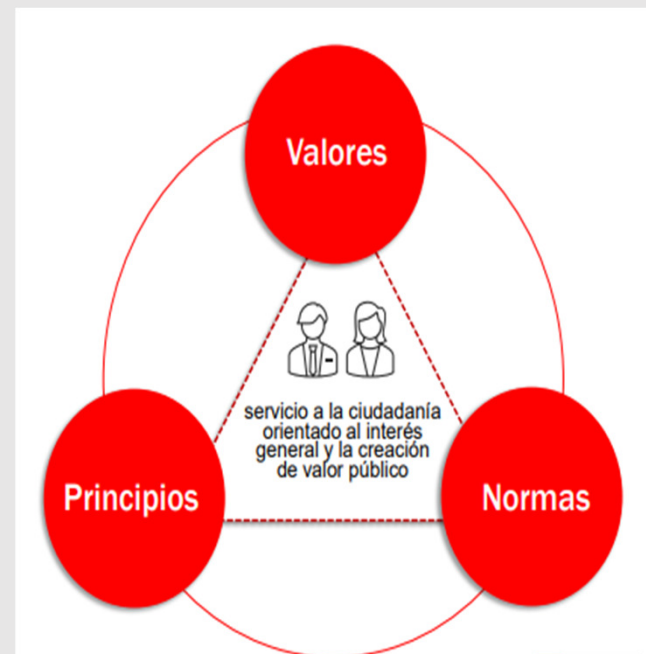 Valores
servicio a la ciudadanía
orientado al interés
general y la creación
de valor público
Principios
Normas